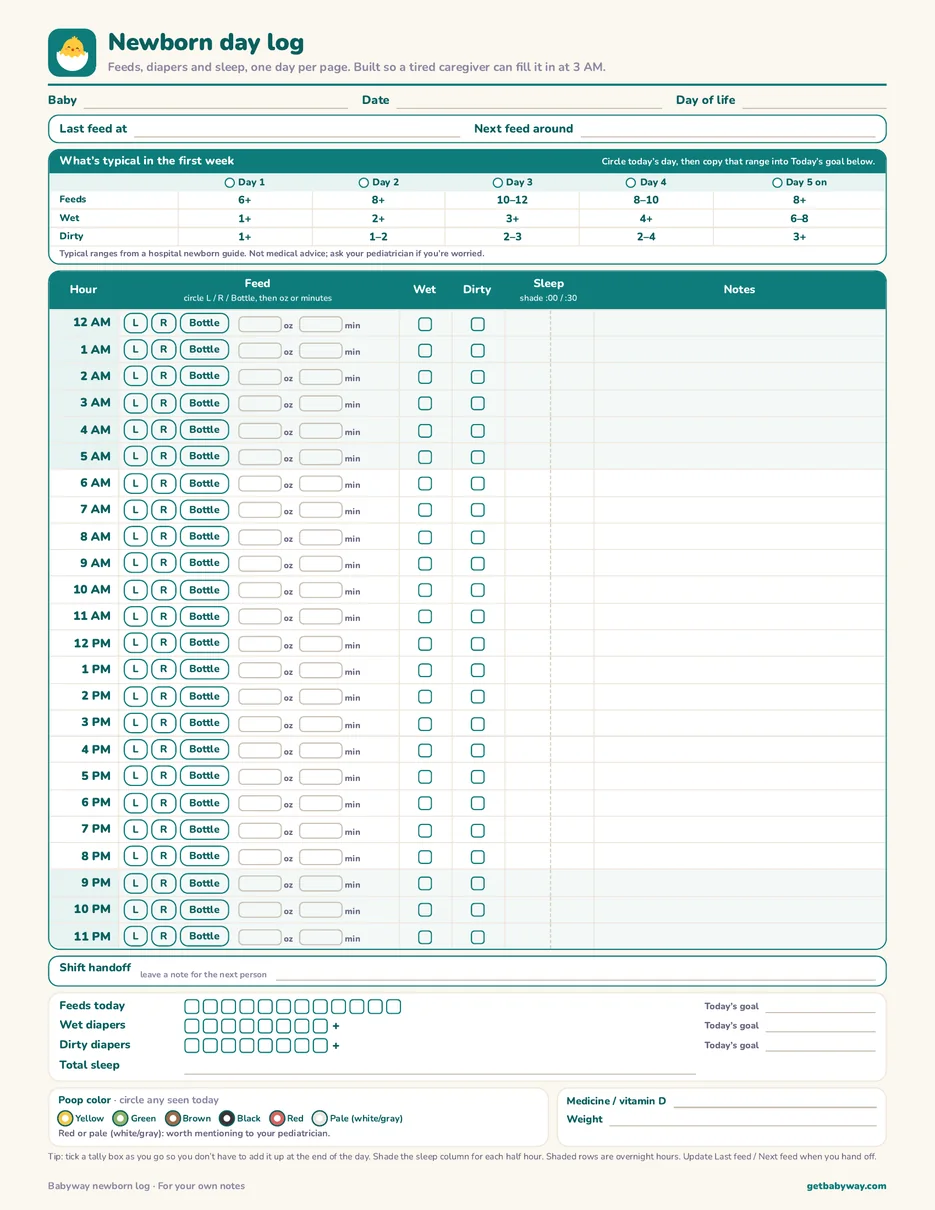 Newborn day log
Feeds, diapers and sleep, one day per page. Built so a tired caregiver can fill it in at 3 AM.
Baby Date Day of life
Last feed at Next feed around
What's typical in the first week Circle today's day, then copy that range into Today's goal below.
Day 1 Day 2 Day 3 Day 4 Day 5 on
Feeds 6+ 8+ 10–12 8–10 8+
Wet 1+ 2+ 3+ 4+ 6–8
Dirty 1+ 1–2 2–3 2–4 3+
Typical ranges from a hospital newborn guide. Not medical advice; ask your pediatrician if you're worried.
Hour Feed Wet Dirty Sleep Notes
circle L / R / Bottle, then oz or minutes shade :00 / :30
12 AM L R Bottle oz min
1 AM L R Bottle oz min
2 AM L R Bottle oz min
3 AM L R Bottle oz min
4 AM L R Bottle oz min
5 AM L R Bottle oz min
6 AM L R Bottle oz min
7 AM L R Bottle oz min
8 AM L R Bottle oz min
9 AM L R Bottle oz min
10 AM L R Bottle oz min
11 AM L R Bottle oz min
12 PM L R Bottle oz min
1 PM L R Bottle oz min
2 PM L R Bottle oz min
3 PM L R Bottle oz min
4 PM L R Bottle oz min
5 PM L R Bottle oz min
6 PM L R Bottle oz min
7 PM L R Bottle oz min
8 PM L R Bottle oz min
9 PM L R Bottle oz min
10 PM L R Bottle oz min
11 PM L R Bottle oz min
Shift handoff leave a note for the next person
Feeds today Today's goal
Wet diapers + Today's goal
Dirty diapers + Today's goal
Total sleep
Poop color · circle any seen today
Yellow Green Brown Black Red Pale (white/gray)
Red or pale (white/gray): worth mentioning to your pediatrician.
Medicine / vitamin D
Weight
Tip: tick a tally box as you go so you don't have to add it up at the end of the day. Shade the sleep column for each half hour. Shaded rows are overnight hours. Update Last feed / Next feed when you hand off.
Babyway newborn log · For your own notes getbabyway.com